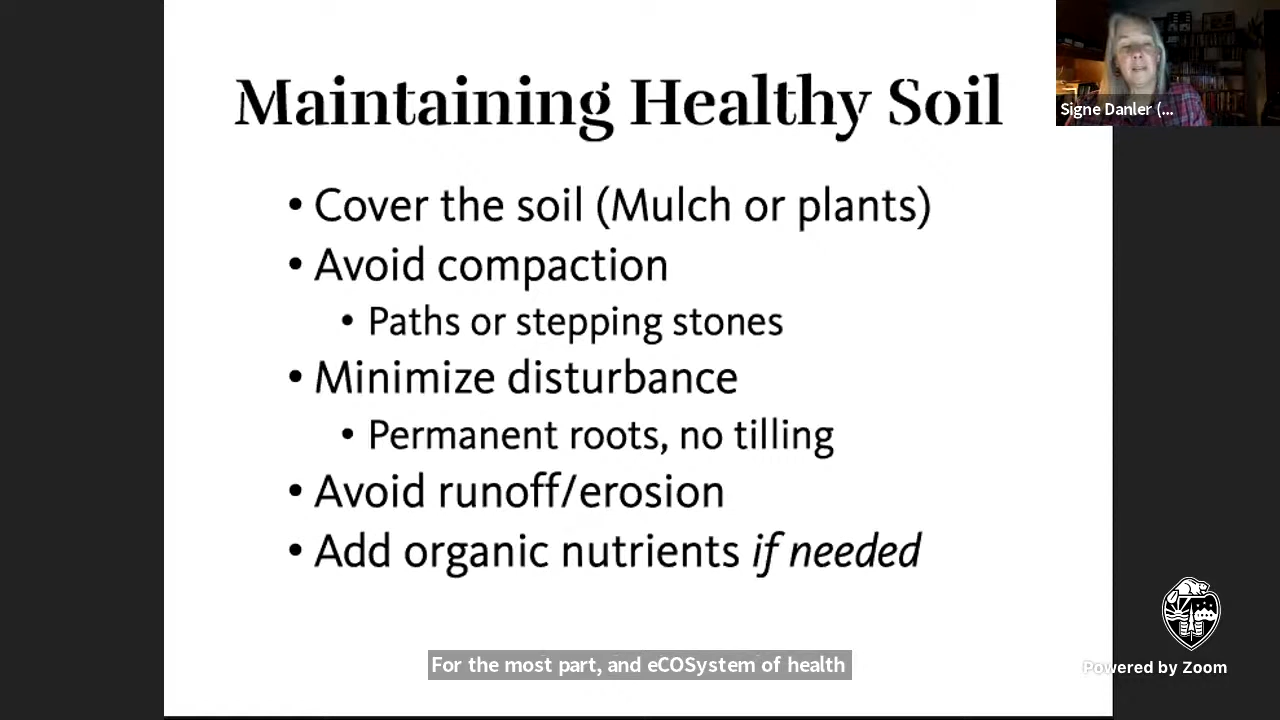 Maintaining Healthy Soil
Signe Danler (...
• Cover the soil (Mulch or plants)
• Avoid compaction
• Paths or stepping stones
• Minimize disturbance
• Permanent roots, no tilling
• Avoid runoff/erosion
• Add organic nutrients if needed
For the most part, and eCOSystem of health
Powered by Zoom